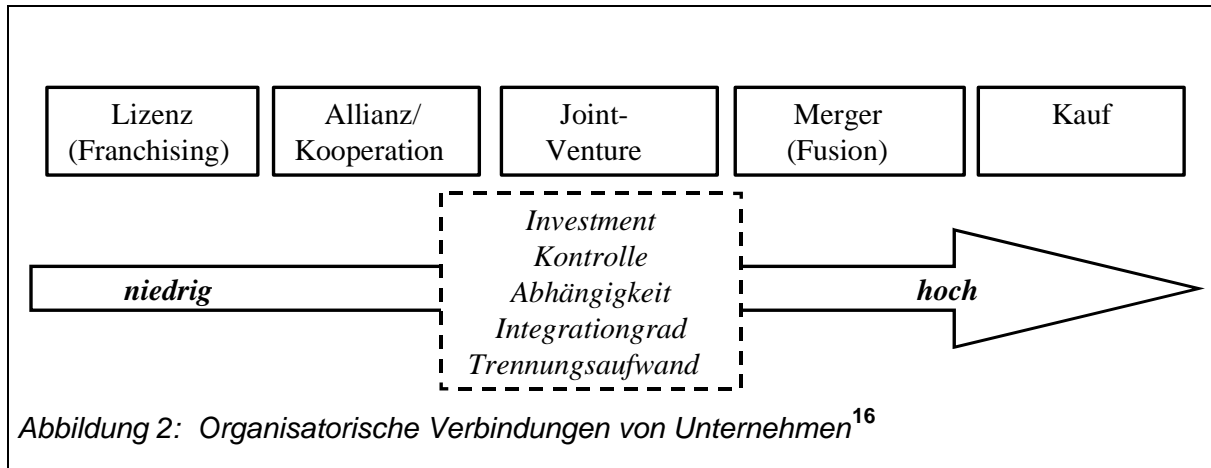 Lizenz
(Franchising)
Allianz/
Kooperation
Joint-
Venture
Merger
(Fusion)
Kauf
niedrig
Investment
Kontrolle
Abhängigkeit
Integrationgrad
Trennungsaufwand
hoch
Abbildung 2: Organisatorische Verbindungen von Unternehmen16